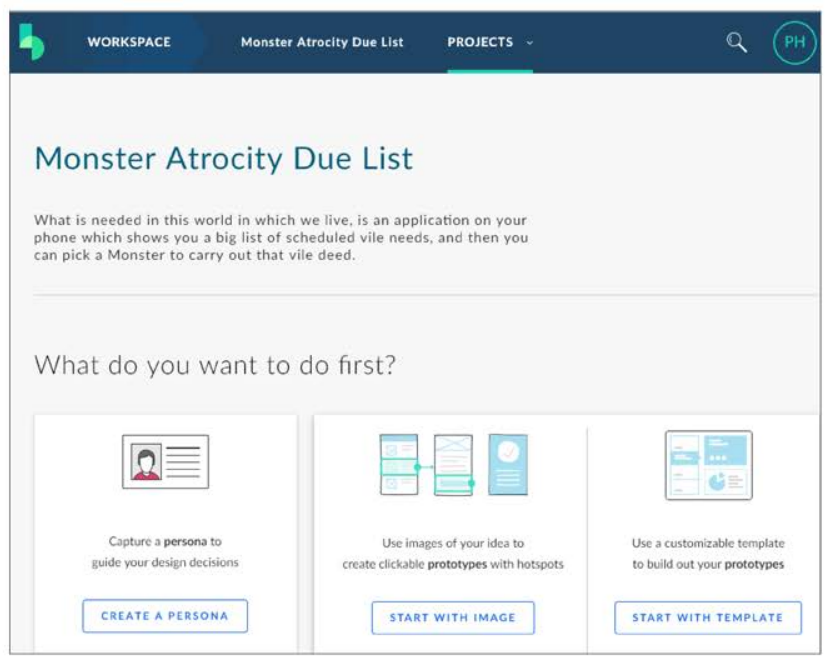 WORKSPACE
Monster Atrocity Due List
PROJECTS
PH
Monster Atrocity Due List
What is needed in this world in which we live, is an application on your
phone which shows you a big list of scheduled vile needs, and then you
can pick a Monster to carry out that vile deed.
What do you want to do first?
Capture a persona to
guide your design decisions
CREATE A PERSONA
Use images of your idea to
create clickable prototypes with hotspots
START WITH IMAGE
Use a customizable template
to build out your prototypes
START WITH TEMPLATE